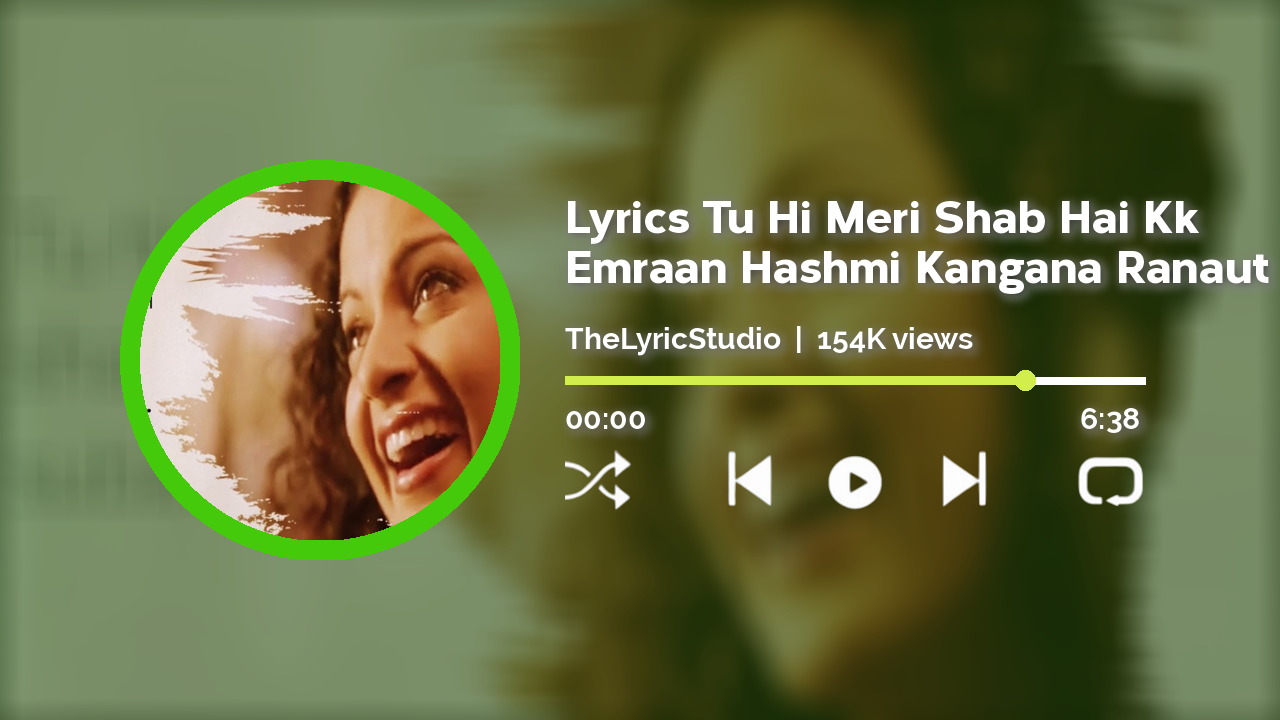 Lyrics Tu Hi Meri Shab Hai Kk
Emraan Hashmi Kangana Ranaut
TheLyricStudio | 154K views
00:00 6:38